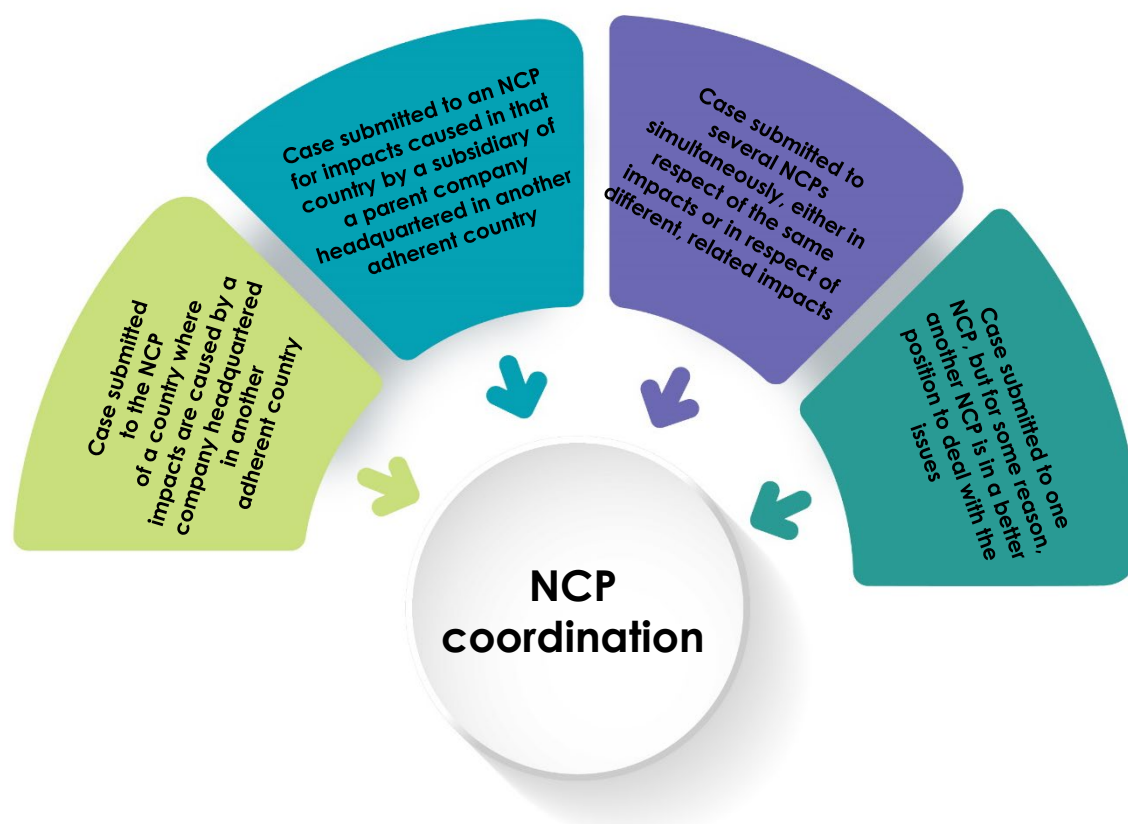 Case submitted
to the NCP
of a country where
impacts are caused by a
company headquartered
in another
adherent country
Case submitted to an NCP
for impacts caused in that
country by a subsidiary of
a parent company
headquartered in another
adherent country
Case submitted to
several NCPs
simultaneously, either in
respect of the same
impacts or in respect of
different, related impacts
Case submitted to one
NCP, but for some reason,
another NCP is in a better
position to deal with the
issues
NCP
coordination